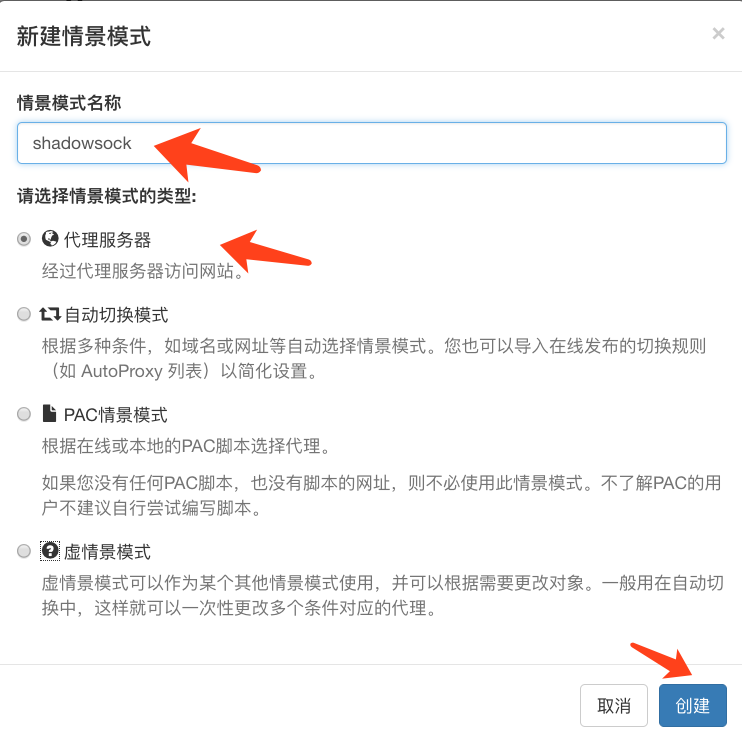 新建情景模式
×
情景模式名称
shadowsock
请选择情景模式的类型:
代理服务器
经过代理服务器访问网站。
自动切换模式
根据多种条件，如域名或网址等自动选择情景模式。您也可以导入在线发布的切换规则
（如 AutoProxy 列表）以简化设置。
PAC情景模式
根据在线或本地的PAC脚本选择代理。
如果您没有任何PAC脚本，也没有脚本的网址，则不必使用此情景模式。不了解PAC的用
户不建议自行尝试编写脚本。
虚情景模式
虚情景模式可以作为某个其他情景模式使用，并可以根据需要更改对象。一般用在自动切
换中，这样就可以一次性更改多个条件对应的代理。
取消
创建